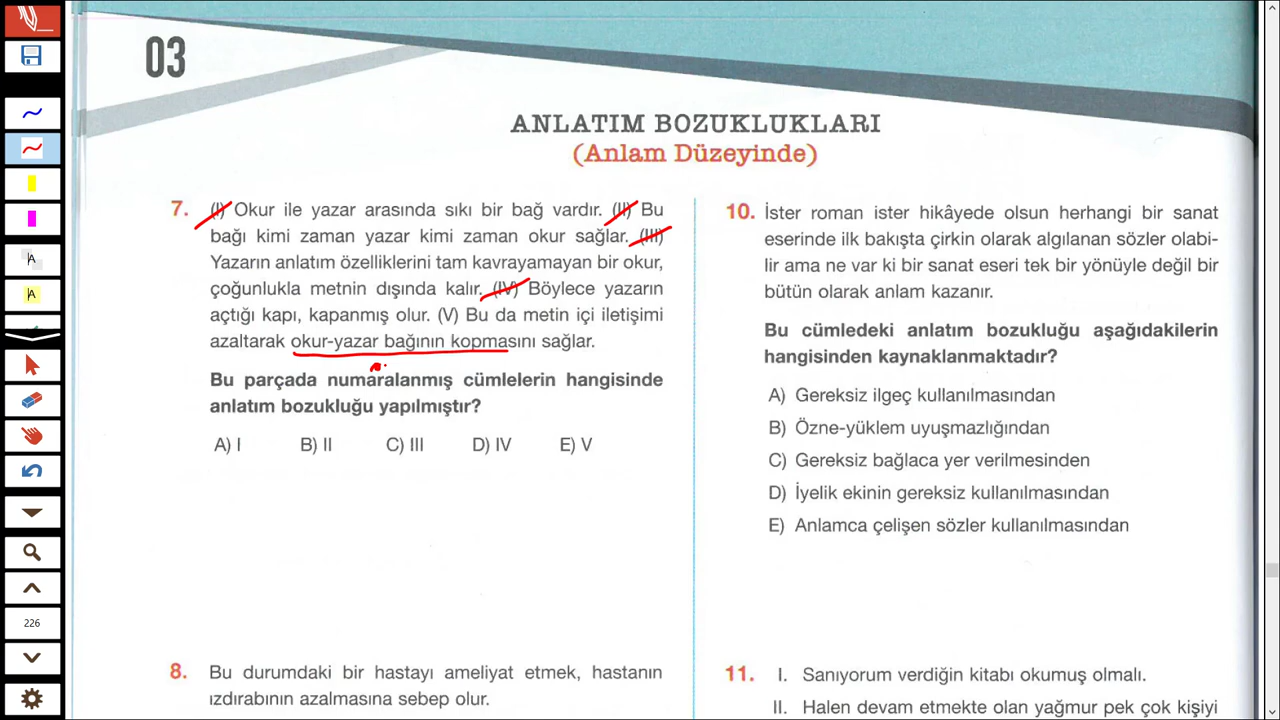 03
ANLATIM BOZUKLUKLARI
(Anlam Düzeyinde)
7. (I) Okur ile yazar arasında sıkı bir bağ vardır. (II) Bu
bağı kimi zaman yazar kimi zaman okur sağlar. (III)
Yazarın anlatım özelliklerini tam kavrayamayan bir okur,
çoğunlukla metnin dışında kalır. (IV) Böylece yazarın
açtığı kapı, kapanmış olur. (V) Bu da metin içi iletişimi
azaltarak okur-yazar bağının kopmasını sağlar.
Bu parçada numaralanmış cümlelerin hangisinde
anlatım bozukluğu yapılmıştır?
A) I B) II C) III D) IV E) V
8. Bu durumdaki bir hastayı ameliyat etmek, hastanın
ızdırabının azalmasına sebep olur.
10. İster roman ister hikâyede olsun herhangi bir sanat
eserinde ilk bakışta çirkin olarak algılanan sözler olabi-
lir ama ne var ki bir sanat eseri tek bir yönüyle değil bir
bütün olarak anlam kazanır.
Bu cümledeki anlatım bozukluğu aşağıdakilerin
hangisinden kaynaklanmaktadır?
A) Gereksiz ilgeç kullanılmasından
B) Özne-yüklem uyuşmazlığından
C) Gereksiz bağlaca yer verilmesinden
D) İyelik ekinin gereksiz kullanılmasından
E) Anlamca çelişen sözler kullanılmasından
11. I. Sanıyorum verdiğin kitabı okumuş olmalı.
II. Halen devam etmekte olan yağmur pek çok kişiyi
A
A
226